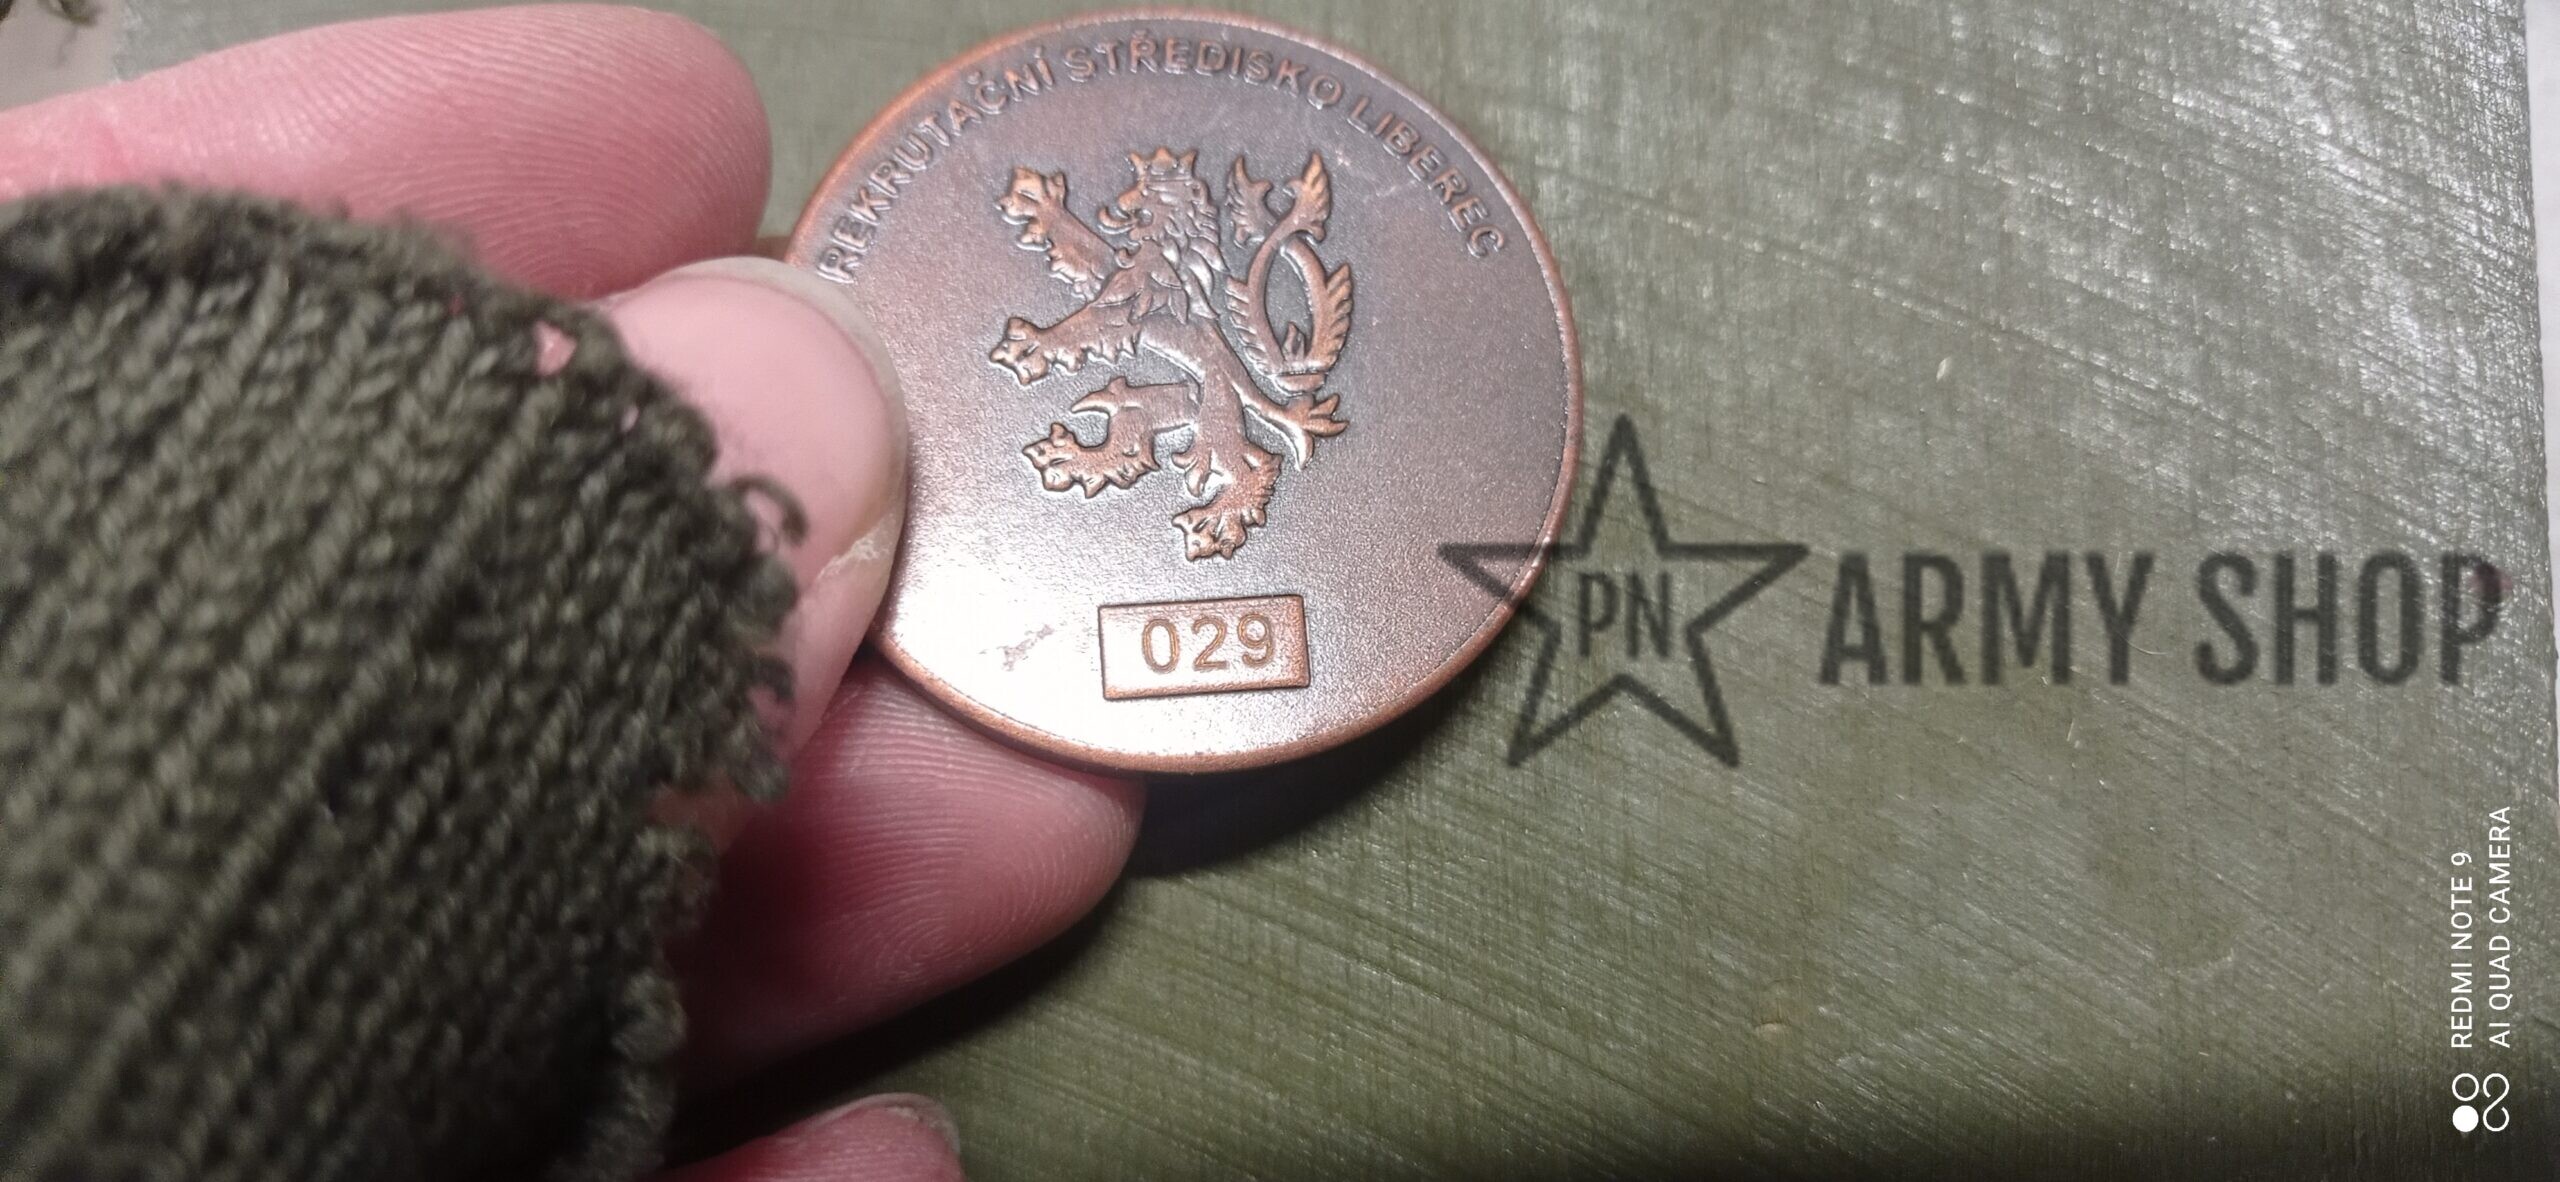 REKRUTAČNÍ STŘEDISKO LIBEREC
029
PN ARMY SHOP
REDMI NOTE 9
AI QUAD CAMERA